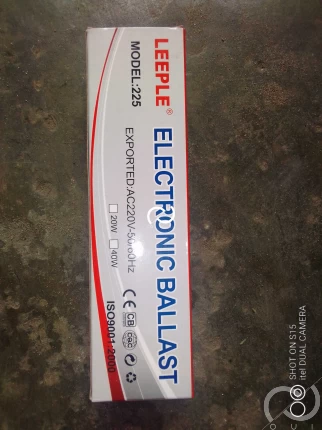 LEEPLE®
MODEL:225
ELECTRONIC BALLAST
EXPORTED:AC220V-50/60Hz
20W 40W
CE CB CQC
ISO9001-2000
SHOT ON S15
itel DUAL CAMERA